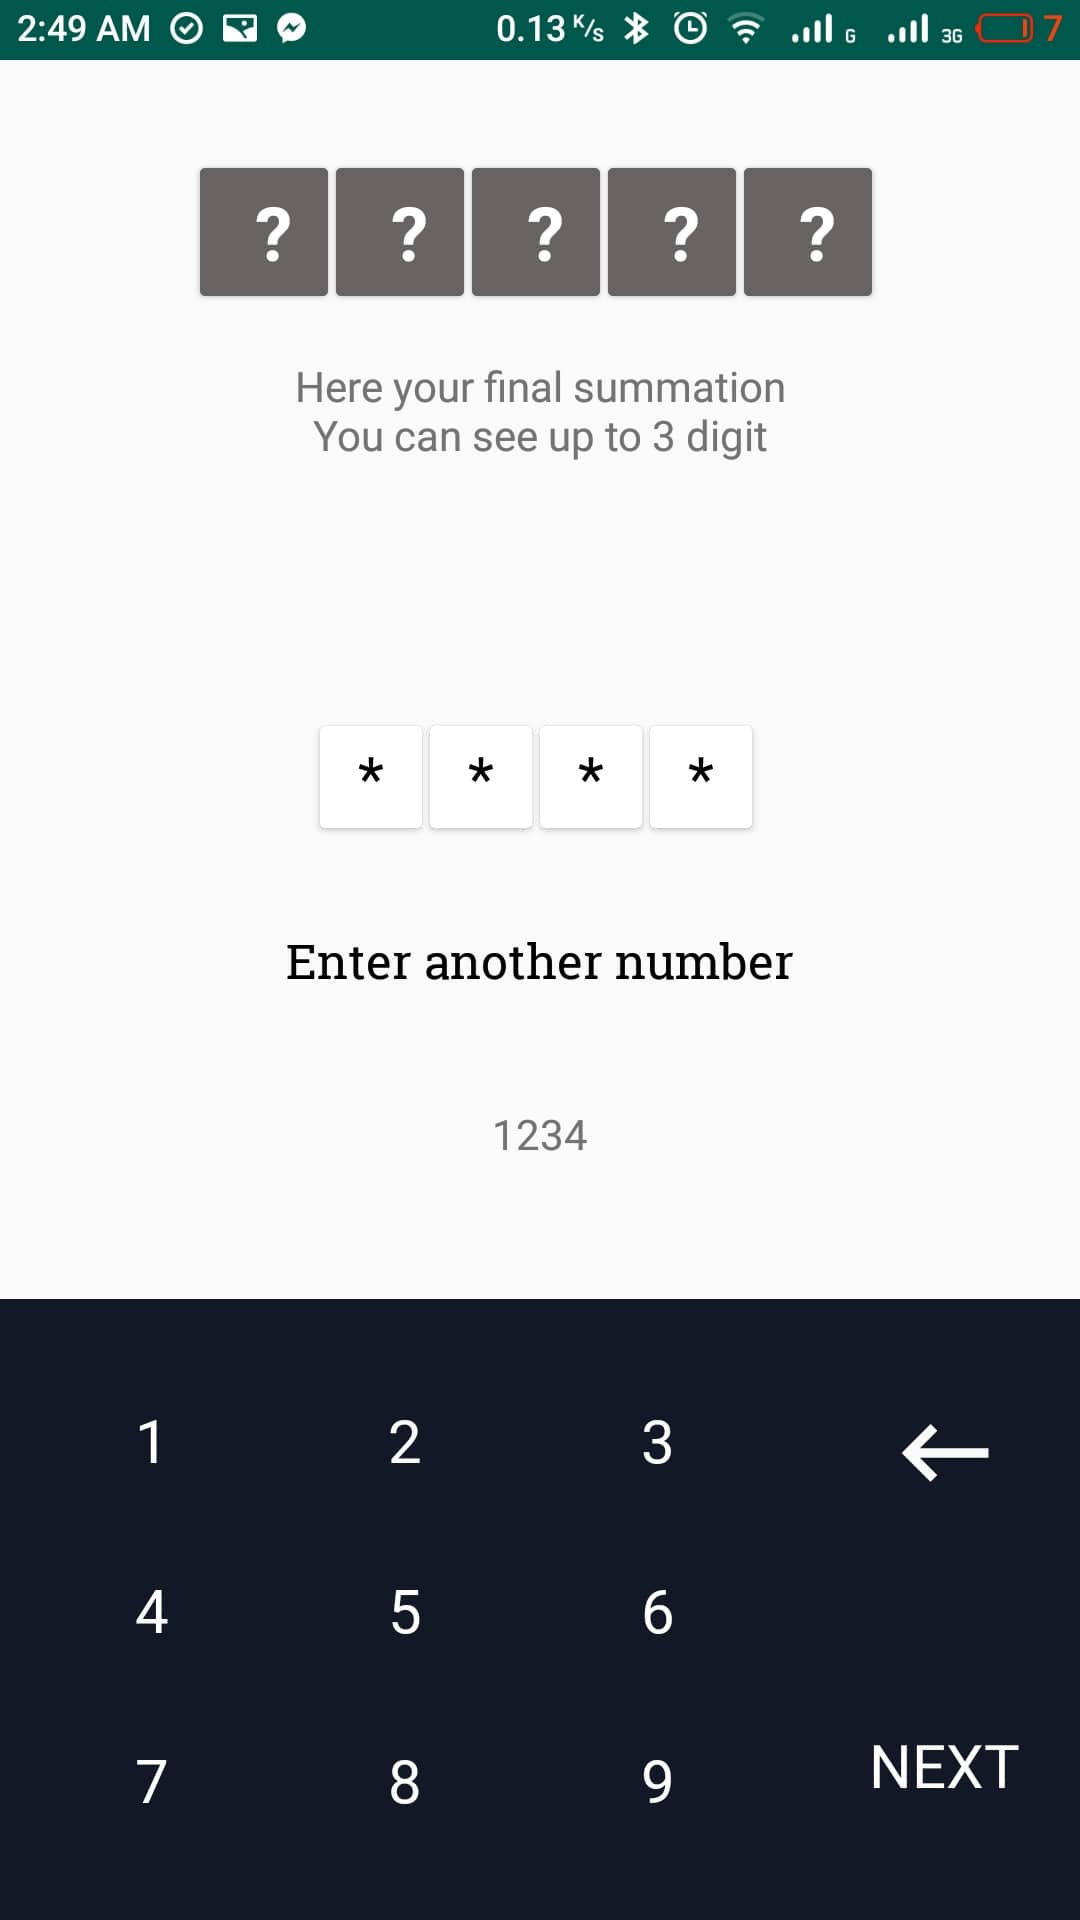 2:49 AM 0.13 K/s G 3G 7
? ? ? ? ?
Here your final summation
You can see up to 3 digit
* * * *
Enter another number
1234
1 2 3
4 5 6
7 8 9 NEXT